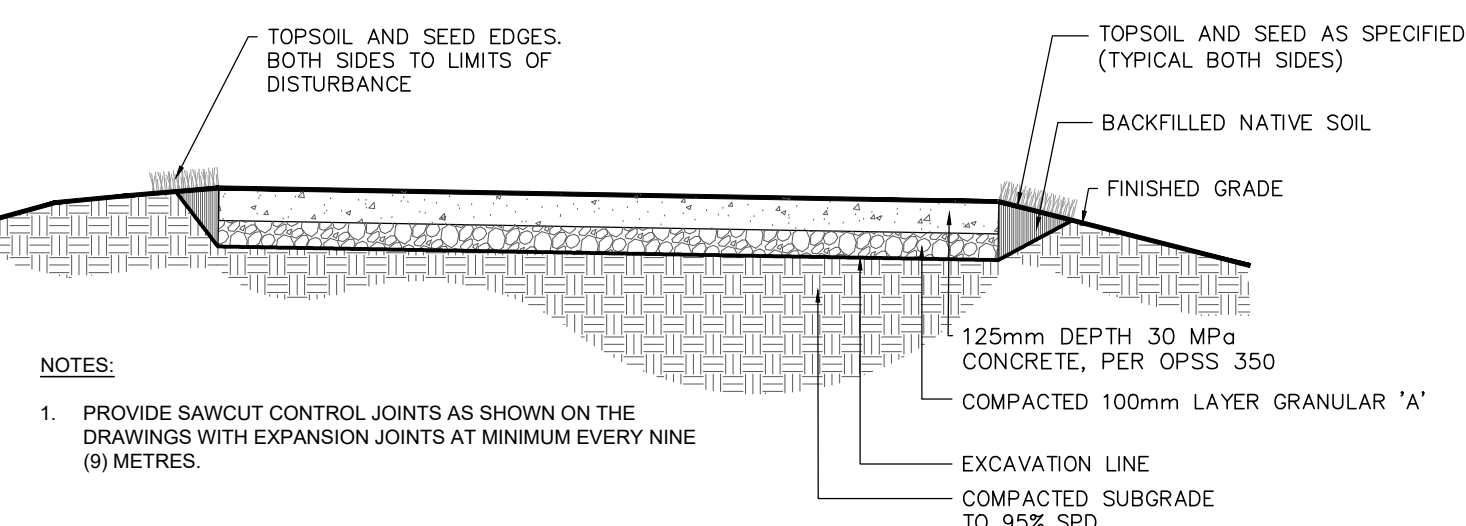 TOPSOIL AND SEED EDGES.
BOTH SIDES TO LIMITS OF
DISTURBANCE
TOPSOIL AND SEED AS SPECIFIED
(TYPICAL BOTH SIDES)
BACKFILLED NATIVE SOIL
FINISHED GRADE
125mm DEPTH 30 MPa
CONCRETE, PER OPSS 350
COMPACTED 100mm LAYER GRANULAR 'A'
EXCAVATION LINE
COMPACTED SUBGRADE
TO 95% SPD
NOTES:
1. PROVIDE SAWCUT CONTROL JOINTS AS SHOWN ON THE
DRAWINGS WITH EXPANSION JOINTS AT MINIMUM EVERY NINE
(9) METRES.